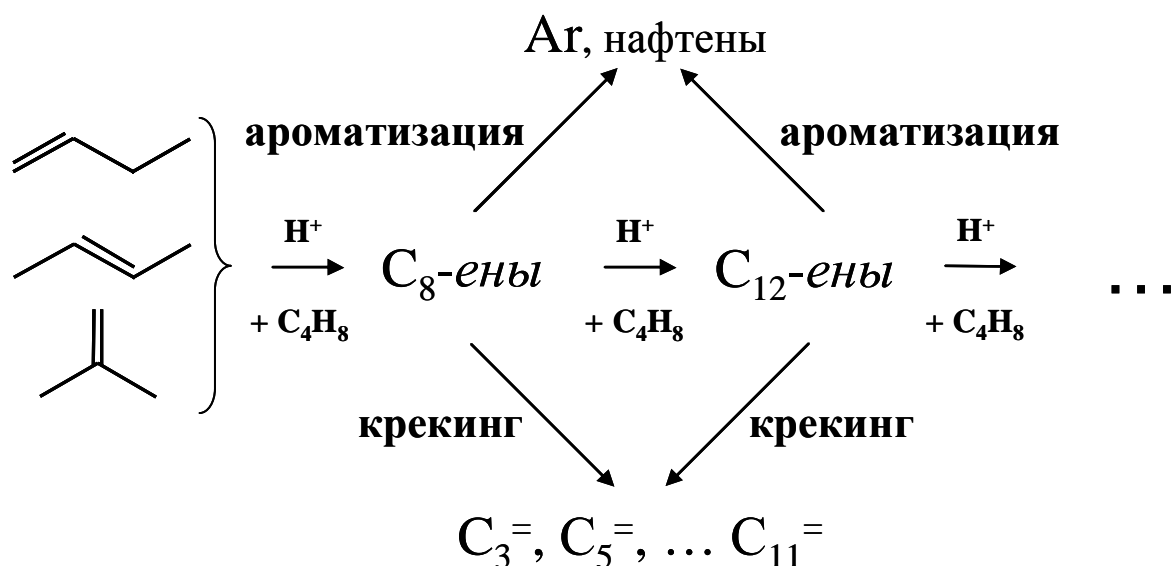 Ar, нафтены
ароматизация ароматизация
H⁺ H⁺ H⁺
C₈-ены C₁₂-ены ...
+ C₄H₈ + C₄H₈ + C₄H₈
крекинг крекинг
C₃⁼, C₅⁼, ... C₁₁⁼